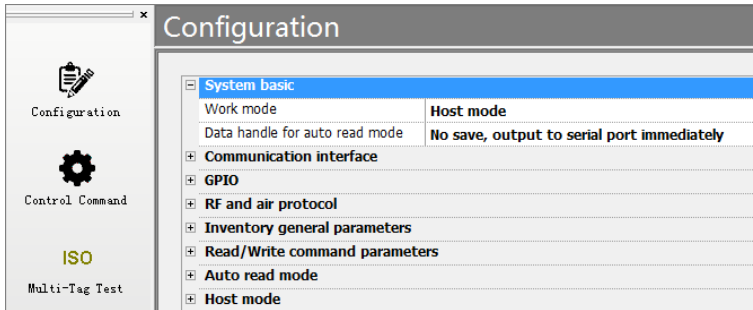 Configuration
Configuration
Control Command
ISO
Multi-Tag Test
System basic
Work mode Host mode
Data handle for auto read mode No save, output to serial port immediately
Communication interface
GPIO
RF and air protocol
Inventory general parameters
Read/Write command parameters
Auto read mode
Host mode